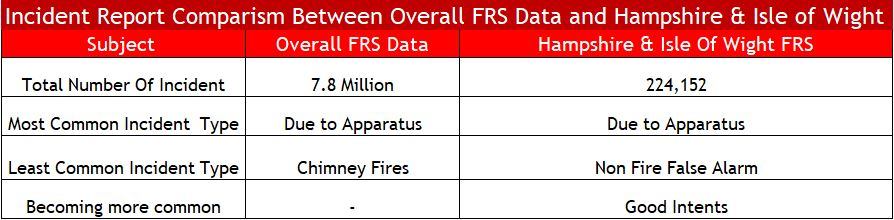 Incident Report Comparism Between Overall FRS Data and Hampshire & Isle of Wight
Subject Overall FRS Data Hampshire & Isle Of Wight FRS
Total Number Of Incident 7.8 Million 224,152
Most Common Incident Type Due to Apparatus Due to Apparatus
Least Common Incident Type Chimney Fires Non Fire False Alarm
Becoming more common - Good Intents